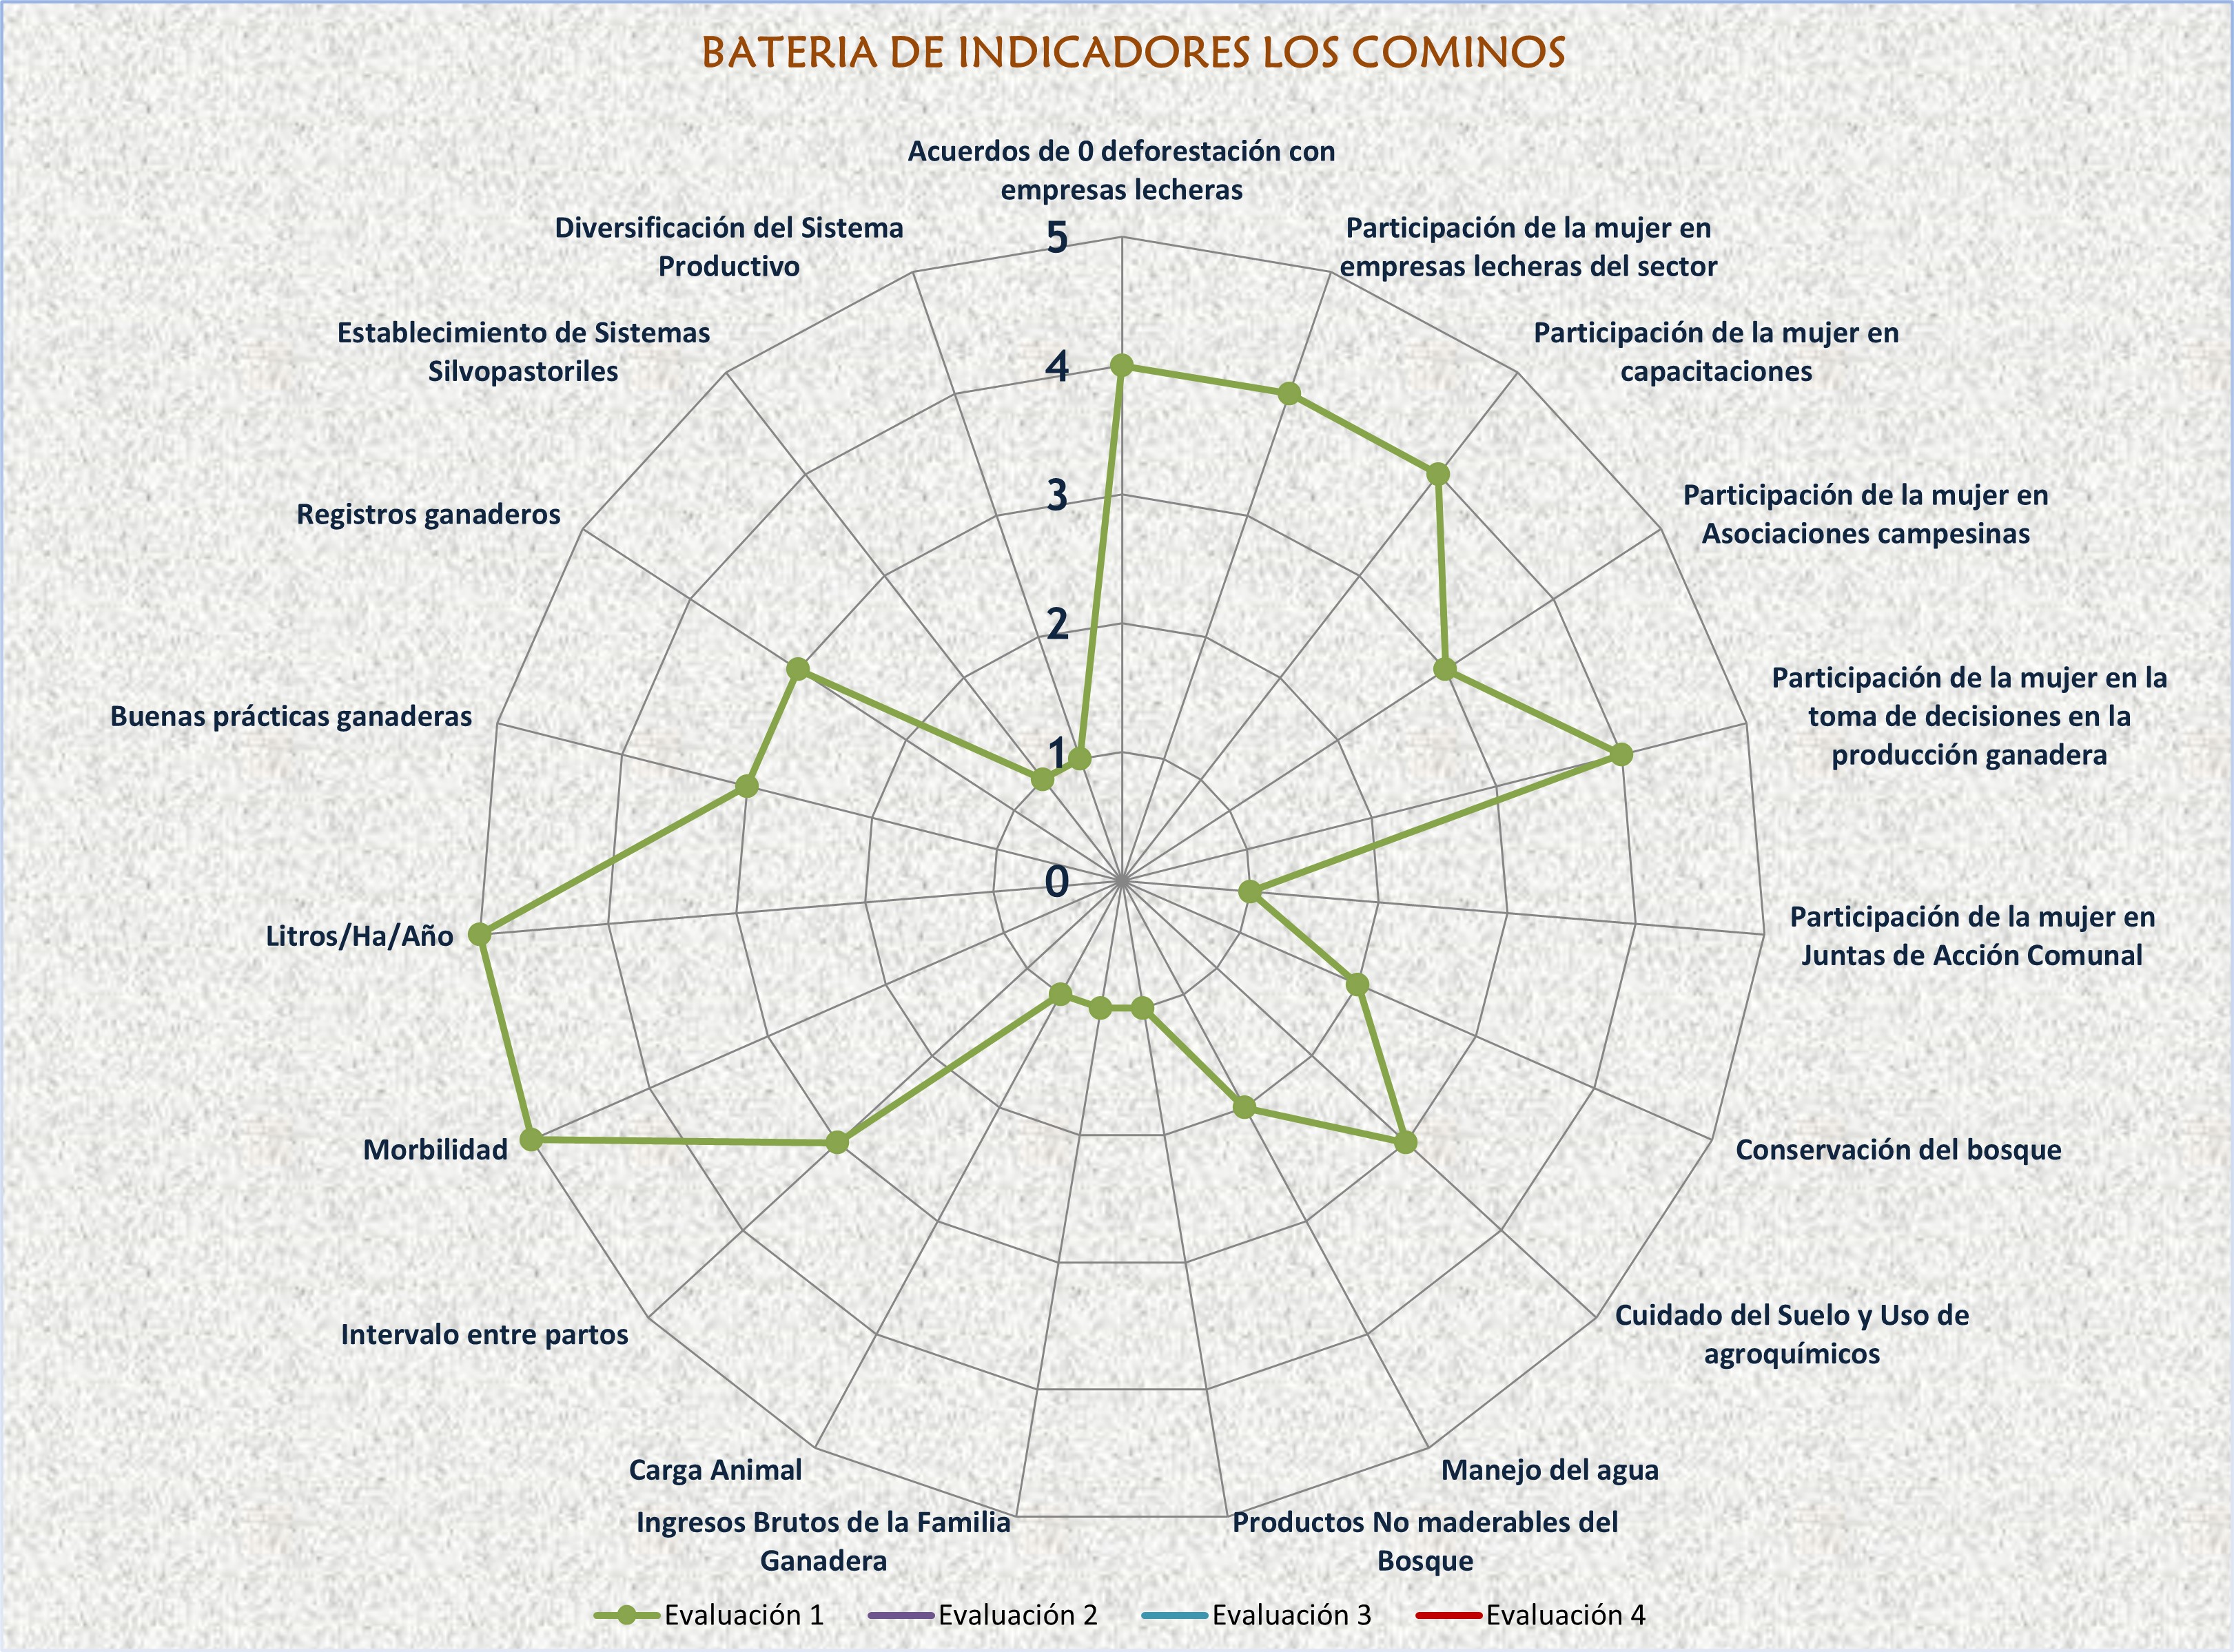 BATERIA DE INDICADORES LOS COMINOS
Acuerdos de 0 deforestación con
empresas lecheras
Participación de la mujer en
empresas lecheras del sector
Participación de la mujer en
capacitaciones
Participación de la mujer en
Asociaciones campesinas
Participación de la mujer en la
toma de decisiones en la
producción ganadera
Participación de la mujer en
Juntas de Acción Comunal
Conservación del bosque
Cuidado del Suelo y Uso de
agroquímicos
Manejo del agua
Productos No maderables del
Bosque
Ingresos Brutos de la Familia
Ganadera
Carga Animal
Intervalo entre partos
Morbilidad
Litros/Ha/Año
Buenas prácticas ganaderas
Registros ganaderos
Establecimiento de Sistemas
Silvopastoriles
Diversificación del Sistema
Productivo
5
4
3
2
1
0
Evaluación 1
Evaluación 2
Evaluación 3
Evaluación 4